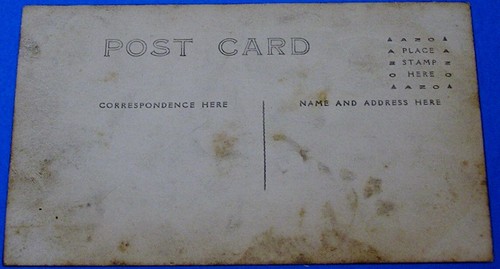 POST CARD
▲ A Z O ▲
A PLACE A
Z STAMP Z
O HERE O
▲ A Z O ▲
CORRESPONDENCE HERE
NAME AND ADDRESS HERE